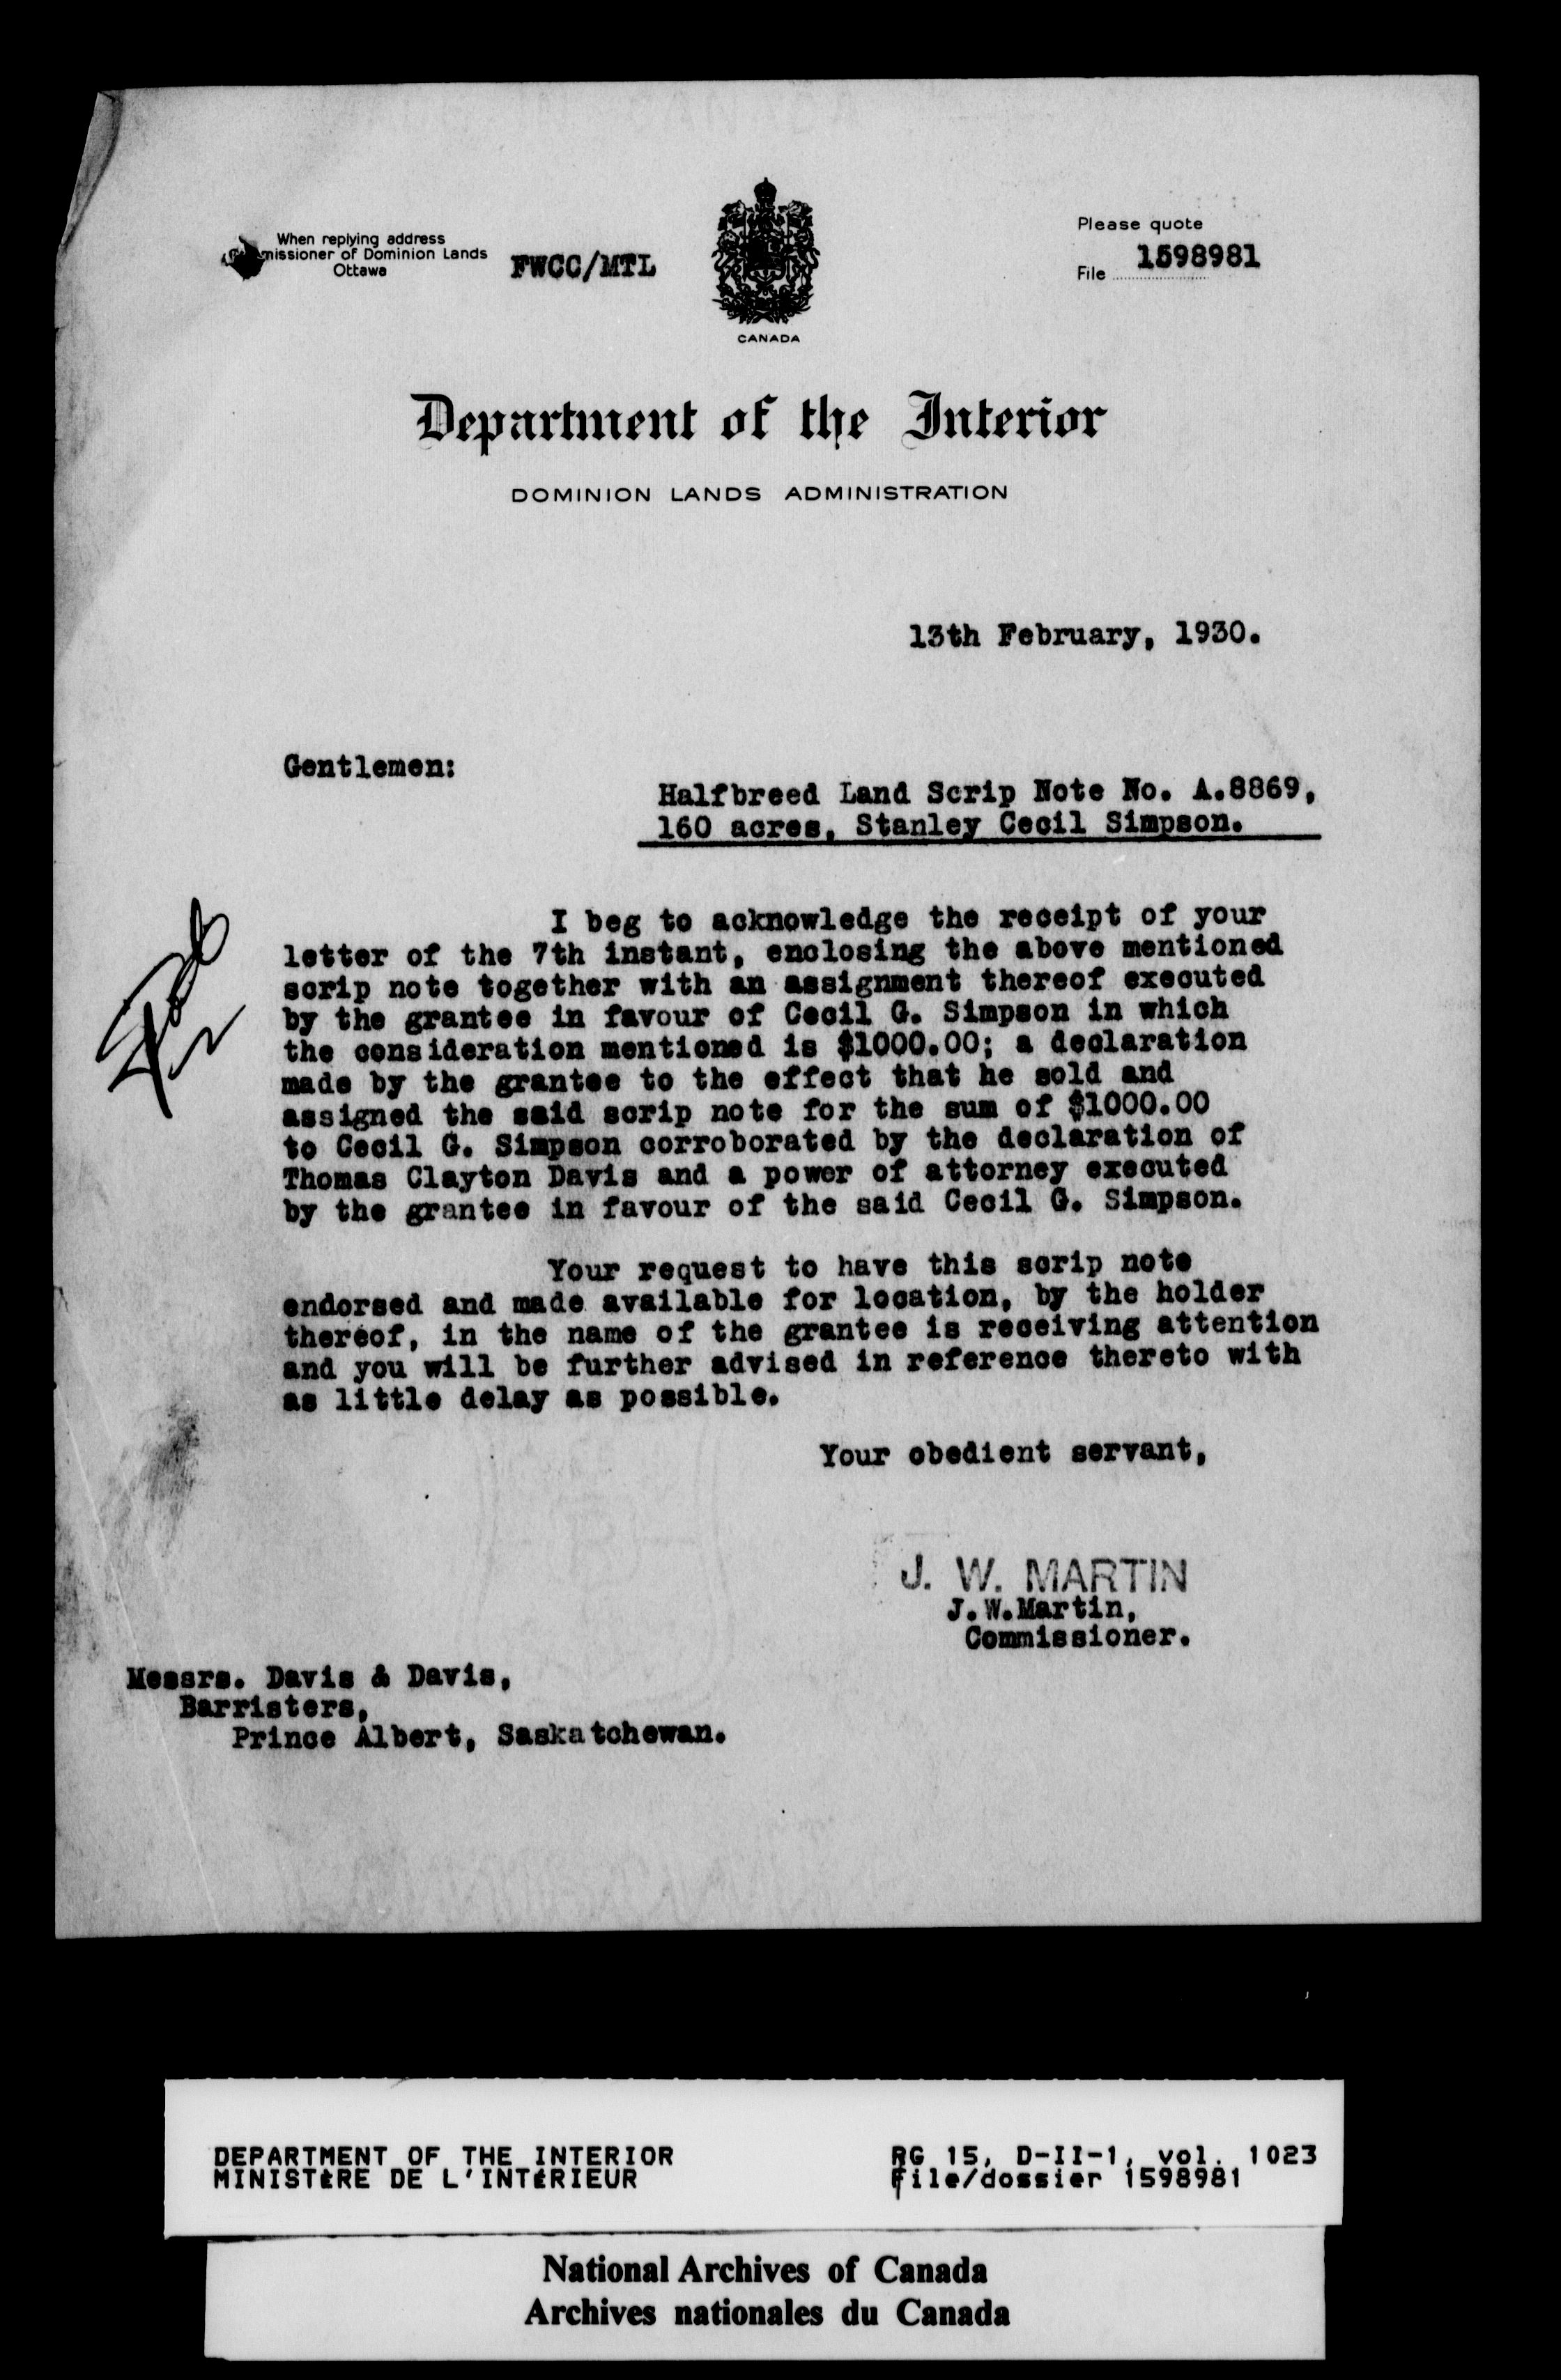 When replying address
Commissioner of Dominion Lands
Ottawa
FWCC/MTL
CANADA
Please quote
File 1598981
Department of the Interior
DOMINION LANDS ADMINISTRATION
13th February, 1930.
Gentlemen:
Halfbreed Land Scrip Note No. A.8869,
160 acres, Stanley Cecil Simpson.
I beg to acknowledge the receipt of your
letter of the 7th instant, enclosing the above mentioned
scrip note together with an assignment thereof executed
by the grantee in favour of Cecil G. Simpson in which
the consideration mentioned is $1000.00; a declaration
made by the grantee to the effect that he sold and
assigned the said scrip note for the sum of $1000.00
to Cecil G. Simpson corroborated by the declaration of
Thomas Clayton Davis and a power of attorney executed
by the grantee in favour of the said Cecil G. Simpson.
Your request to have this scrip note
endorsed and made available for location, by the holder
thereof, in the name of the grantee is receiving attention
and you will be further advised in reference thereto with
as little delay as possible.
Your obedient servant,
J. W. MARTIN
J.W.Martin,
Commissioner.
Messrs. Davis & Davis,
Barristers,
Prince Albert, Saskatchewan.
DEPARTMENT OF THE INTERIOR
MINISTÈRE DE L'INTÉRIEUR
RG 15, D-II-1, vol. 1023
file/dossier 1598981
National Archives of Canada
Archives nationales du Canada